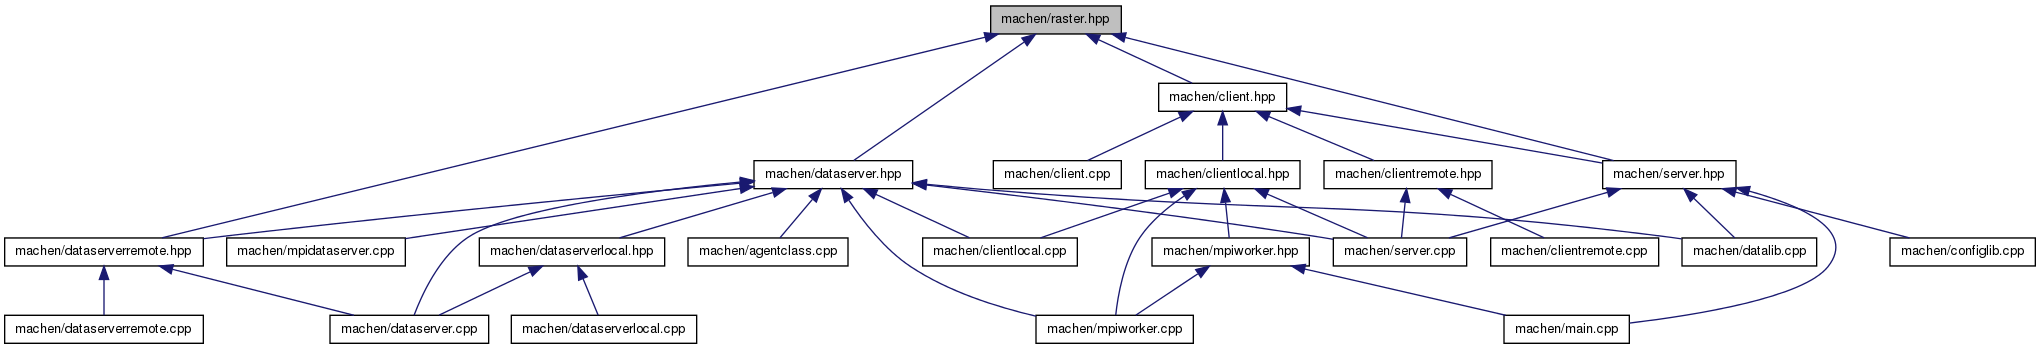 machen/raster.hpp
machen/client.hpp
machen/dataserver.hpp
machen/client.cpp
machen/clientlocal.hpp
machen/clientremote.hpp
machen/server.hpp
machen/dataserverremote.hpp
machen/mpidataserver.cpp
machen/dataserverlocal.hpp
machen/agentclass.cpp
machen/clientlocal.cpp
machen/mpiworker.hpp
machen/server.cpp
machen/clientremote.cpp
machen/datalib.cpp
machen/configlib.cpp
machen/dataserverremote.cpp
machen/dataserver.cpp
machen/dataserverlocal.cpp
machen/mpiworker.cpp
machen/main.cpp